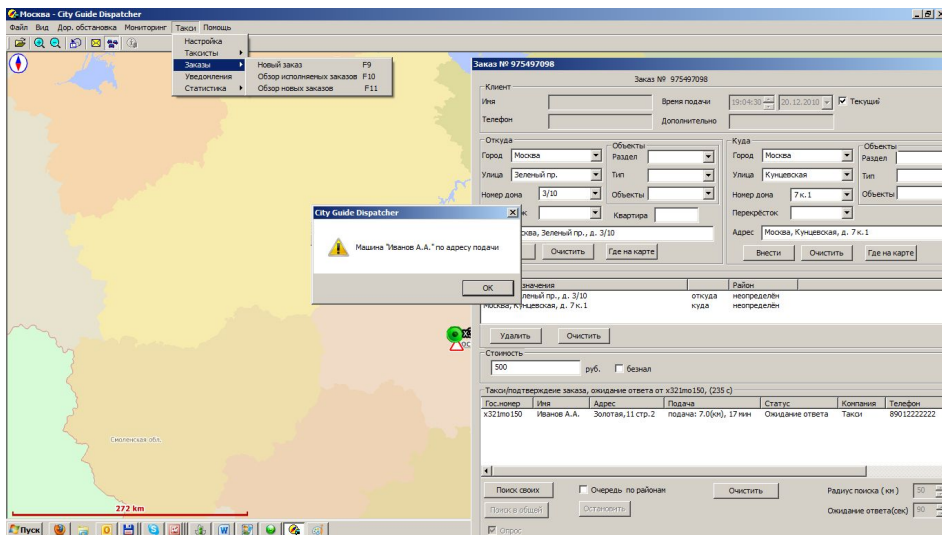 Москва - City Guide Dispatcher
Файл Вид Дор. обстановка Мониторинг Такси Помощь
Настройка
Таксисты
Заказы
Уведомления
Статистика
Новый заказ F9
Обзор исполняемых заказов F10
Обзор новых заказов F11
Смоленская обл.
272 km
Заказ № 975497098
Заказ № 975497098
Клиент
Имя Время подачи 19:04:30 20.12.2010 Текущий
Телефон Дополнительно
Откуда Объекты
Город Москва Раздел
Улица Зеленый пр. Тип
Номер дома 3/10 Объекты
Квартира
Зеленый пр., д. 3/10
Очистить Где на карте
Куда Объекты
Город Москва Раздел
Улица Кунцевская Тип
Номер дома 7 к.1 Объекты
Перекрёсток
Адрес Москва, Кунцевская, д. 7 к.1
Внести Очистить Где на карте
City Guide Dispatcher
Машина "Иванов А.А." по адресу подачи
OK
Район
д. 3/10 откуда неопределён
Москва, Кунцевская, д. 7 к.1 куда неопределён
Удалить Очистить
Стоимость
500 руб. безнал
Такси/подтверждеие заказа, ожидание ответа от х321мо150, (235 с)
Гос.номер Имя Адрес Подача Статус Компания Телефон
х321мо150 Иванов А.А. Золотая,11 стр.2 подача: 7.0(км), 17 мин Ожидание ответа Такси 89012222222
Поиск своих Очередь по районам Очистить Радиус поиска ( км ) 50
Поиск в общей Остановить Ожидание ответа(сек) 90
Опрос
Пуск